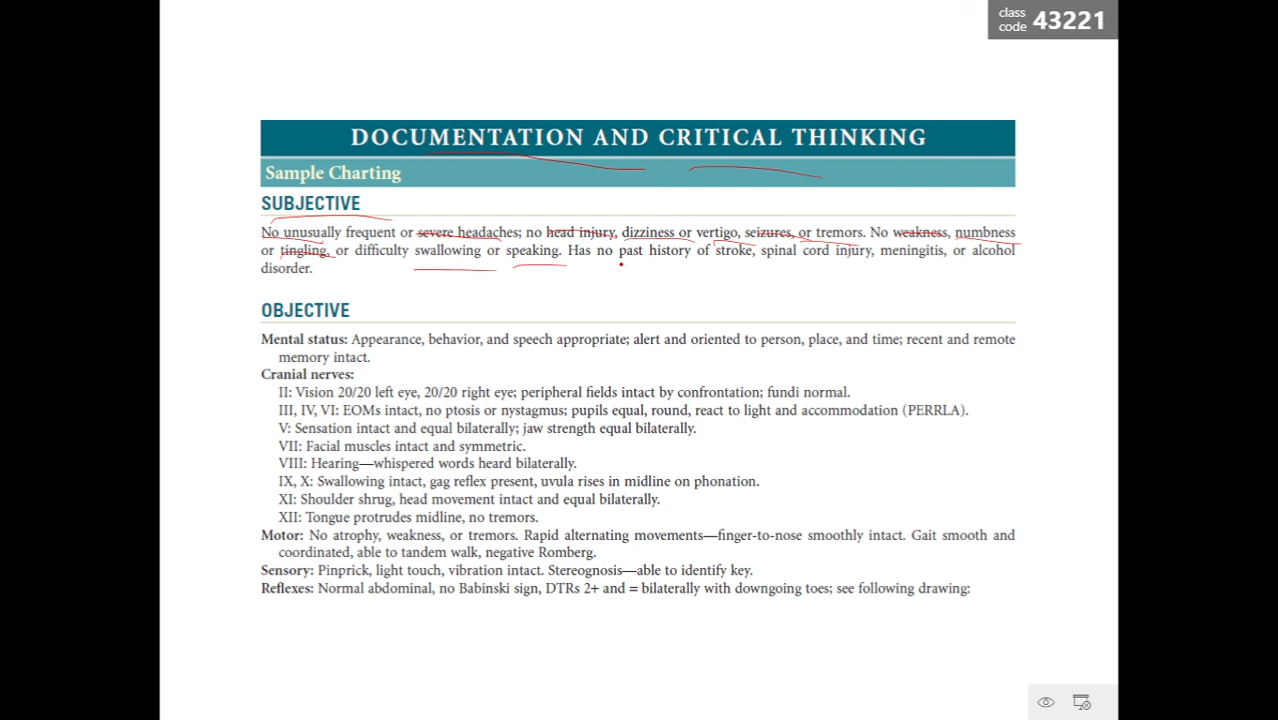 class
code 43221
DOCUMENTATION AND CRITICAL THINKING
Sample Charting
SUBJECTIVE
No unusually frequent or severe headaches; no head injury, dizziness or vertigo, seizures, or tremors. No weakness, numbness
or tingling, or difficulty swallowing or speaking. Has no past history of stroke, spinal cord injury, meningitis, or alcohol
disorder.
OBJECTIVE
Mental status: Appearance, behavior, and speech appropriate; alert and oriented to person, place, and time; recent and remote
memory intact.
Cranial nerves:
II: Vision 20/20 left eye, 20/20 right eye; peripheral fields intact by confrontation; fundi normal.
III, IV, VI: EOMs intact, no ptosis or nystagmus; pupils equal, round, react to light and accommodation (PERRLA).
V: Sensation intact and equal bilaterally; jaw strength equal bilaterally.
VII: Facial muscles intact and symmetric.
VIII: Hearing—whispered words heard bilaterally.
IX, X: Swallowing intact, gag reflex present, uvula rises in midline on phonation.
XI: Shoulder shrug, head movement intact and equal bilaterally.
XII: Tongue protrudes midline, no tremors.
Motor: No atrophy, weakness, or tremors. Rapid alternating movements—finger-to-nose smoothly intact. Gait smooth and
coordinated, able to tandem walk, negative Romberg.
Sensory: Pinprick, light touch, vibration intact. Stereognosis—able to identify key.
Reflexes: Normal abdominal, no Babinski sign, DTRs 2+ and = bilaterally with downgoing toes; see following drawing: